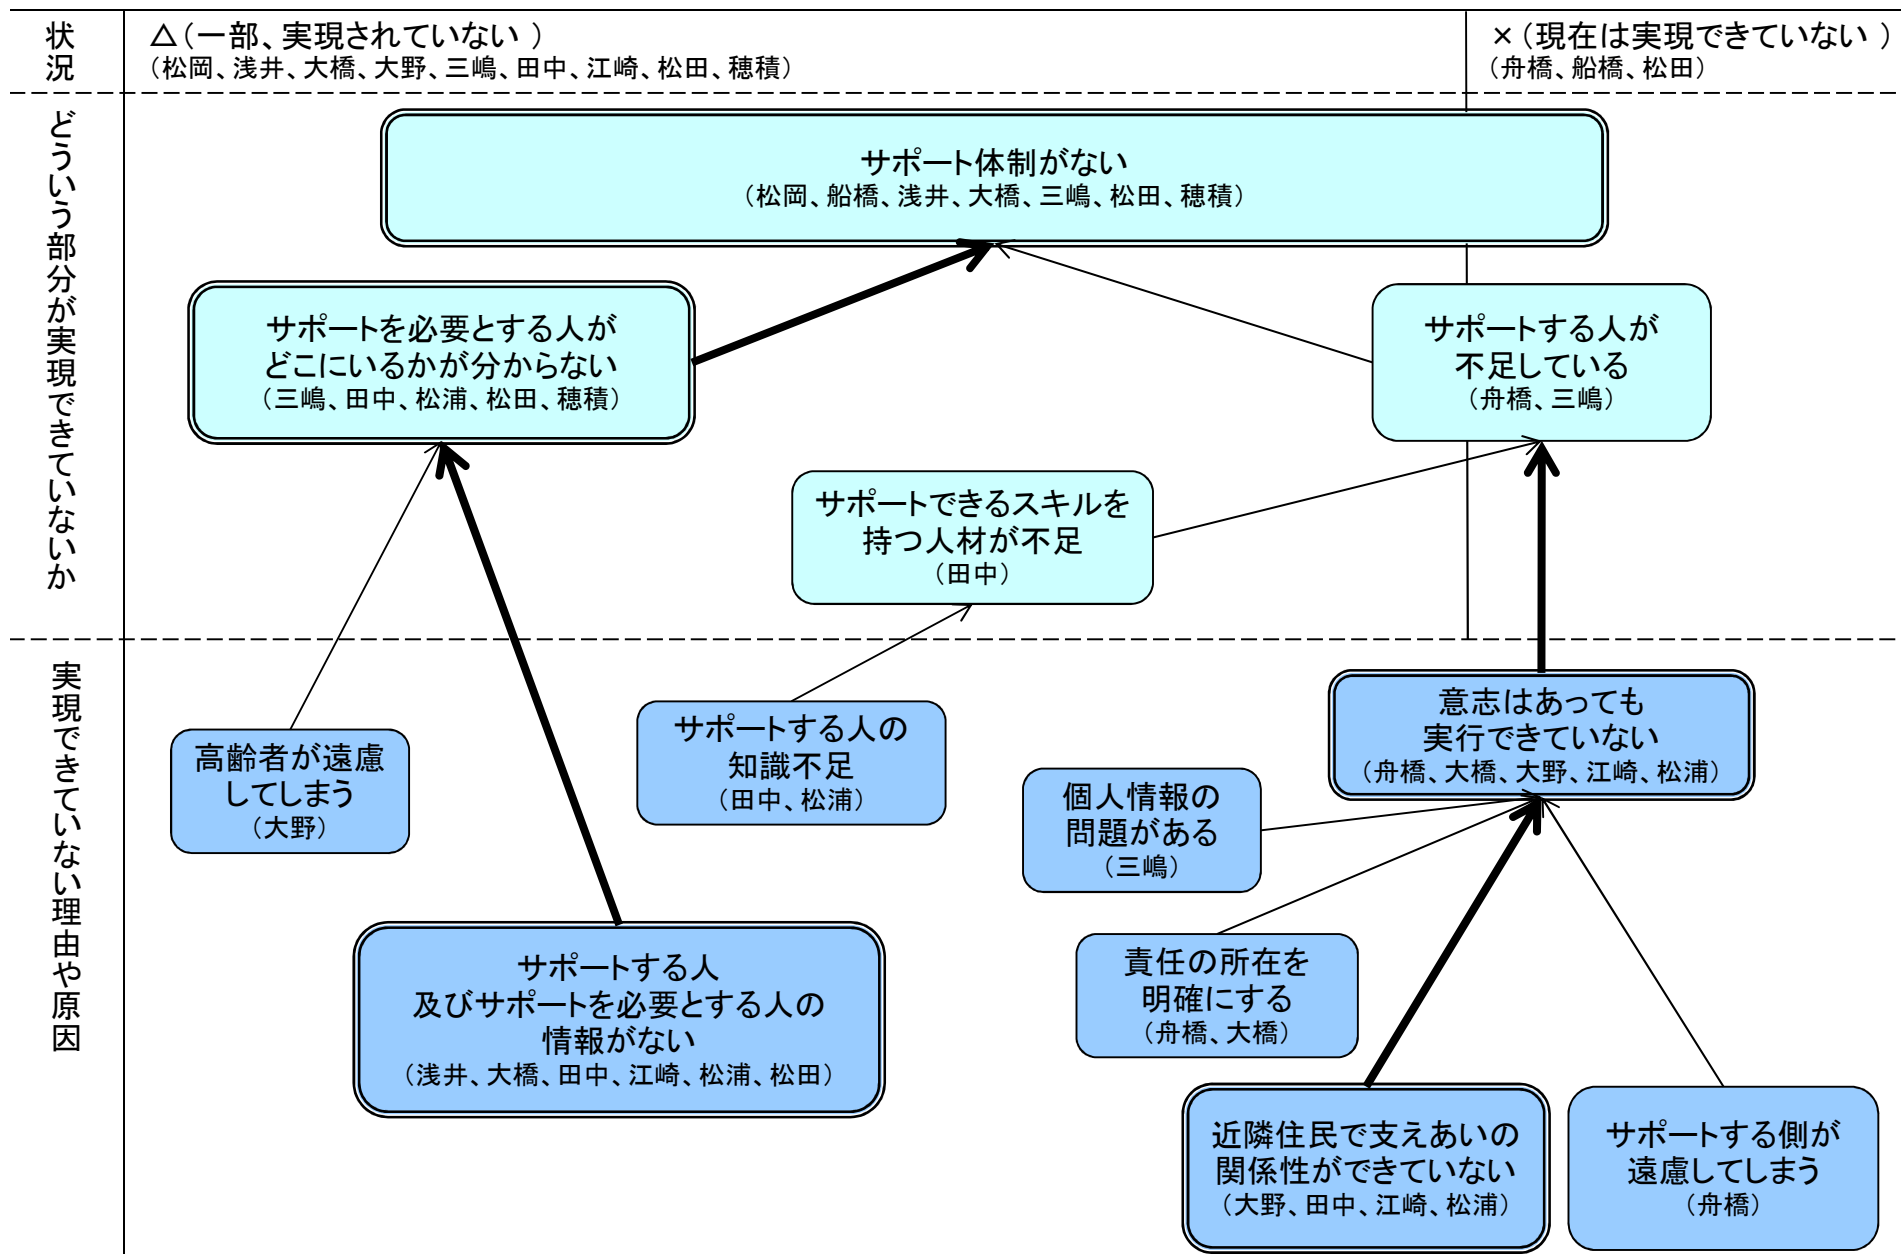 状況
△（一部、実現されていない ）
（松岡、浅井、大橋、大野、三嶋、田中、江崎、松田、穂積）
×（現在は実現できていない ）
（舟橋、船橋、松田）
どういう部分が実現できていないか
サポート体制がない
（松岡、船橋、浅井、大橋、三嶋、松田、穂積）
サポートを必要とする人が
どこにいるかが分からない
（三嶋、田中、松浦、松田、穂積）
サポートする人が
不足している
（舟橋、三嶋）
サポートできるスキルを
持つ人材が不足
（田中）
実現できていない理由や原因
高齢者が遠慮
してしまう
（大野）
サポートする人の
知識不足
（田中、松浦）
意志はあっても
実行できていない
（舟橋、大橋、大野、江崎、松浦）
個人情報の
問題がある
（三嶋）
サポートする人
及びサポートを必要とする人の
情報がない
（浅井、大橋、田中、江崎、松浦、松田）
責任の所在を
明確にする
（舟橋、大橋）
近隣住民で支えあいの
関係性ができていない
（大野、田中、江崎、松浦）
サポートする側が
遠慮してしまう
（舟橋）